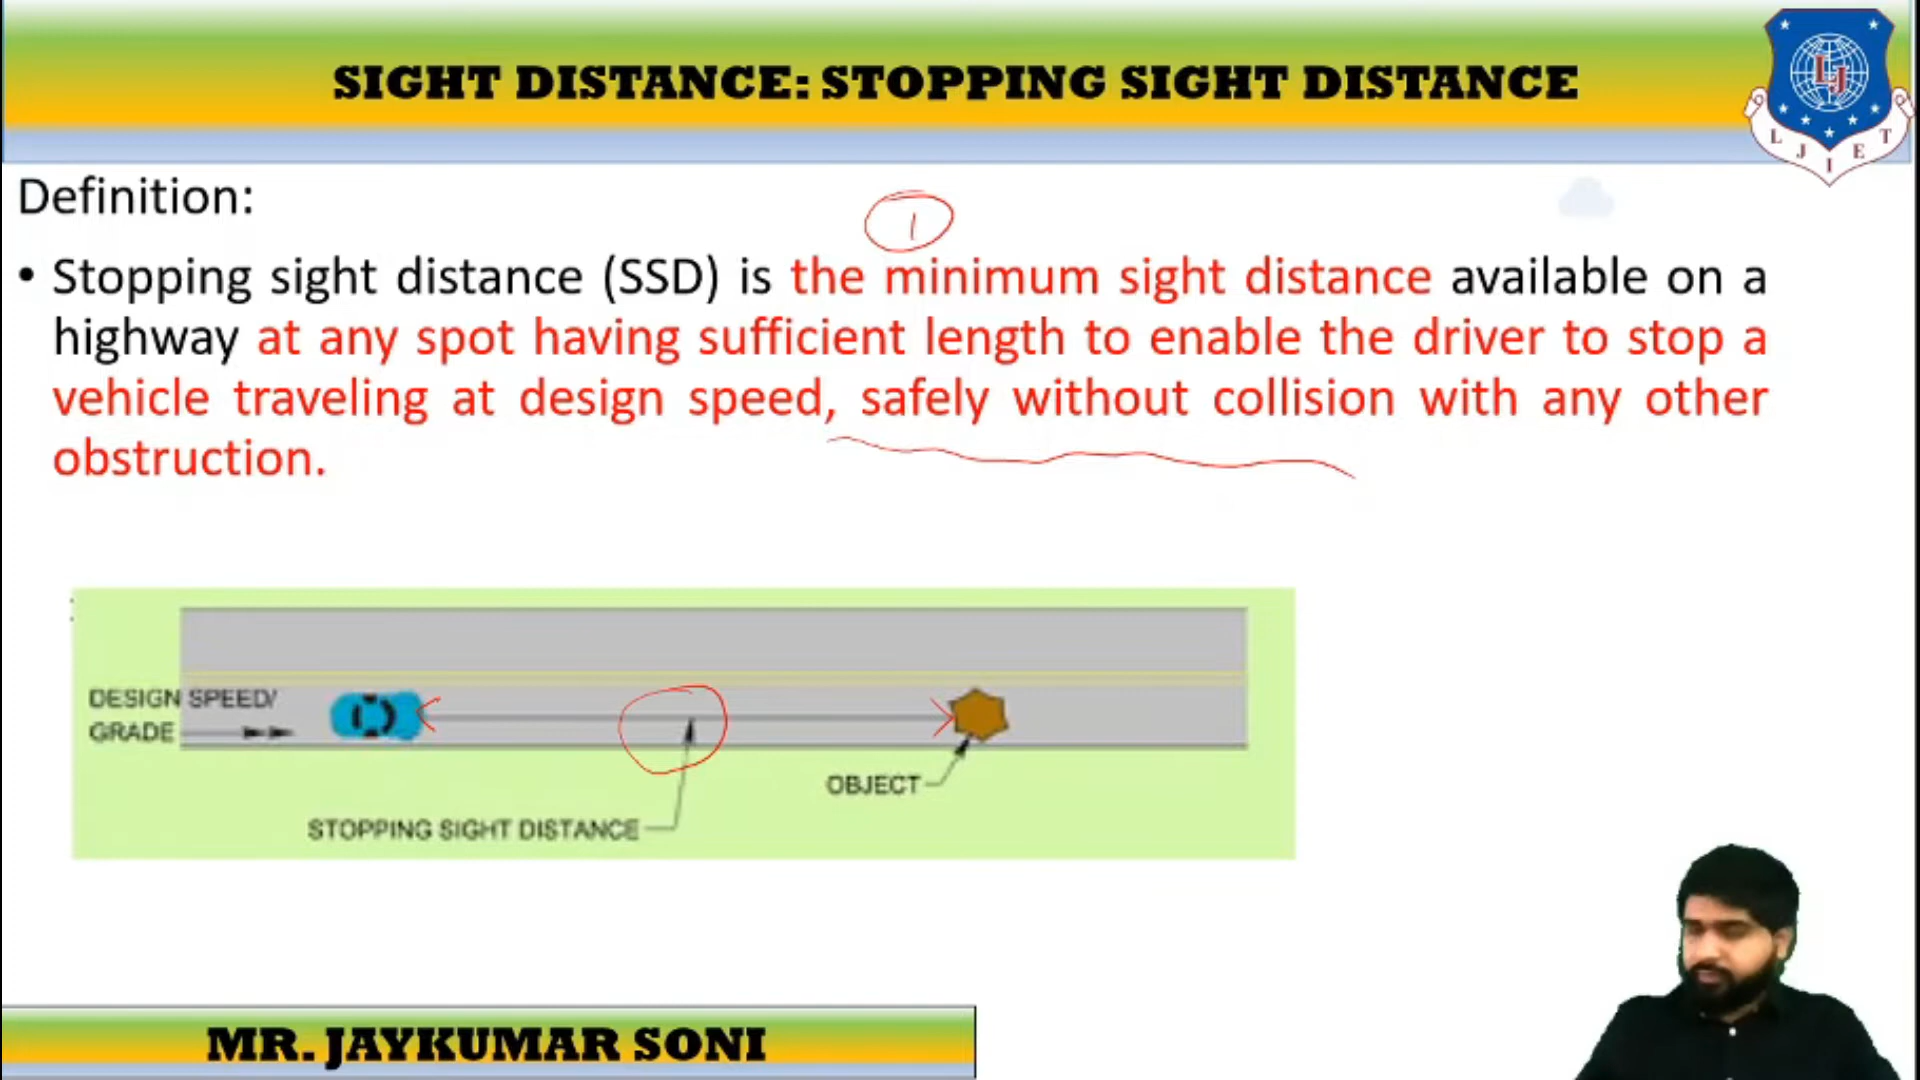 SIGHT DISTANCE: STOPPING SIGHT DISTANCE
LJ
L J I E T
Definition:
1
• Stopping sight distance (SSD) is the minimum sight distance available on a
highway at any spot having sufficient length to enable the driver to stop a
vehicle traveling at design speed, safely without collision with any other
obstruction.
DESIGN SPEED/
GRADE
OBJECT
STOPPING SIGHT DISTANCE
MR. JAYKUMAR SONI